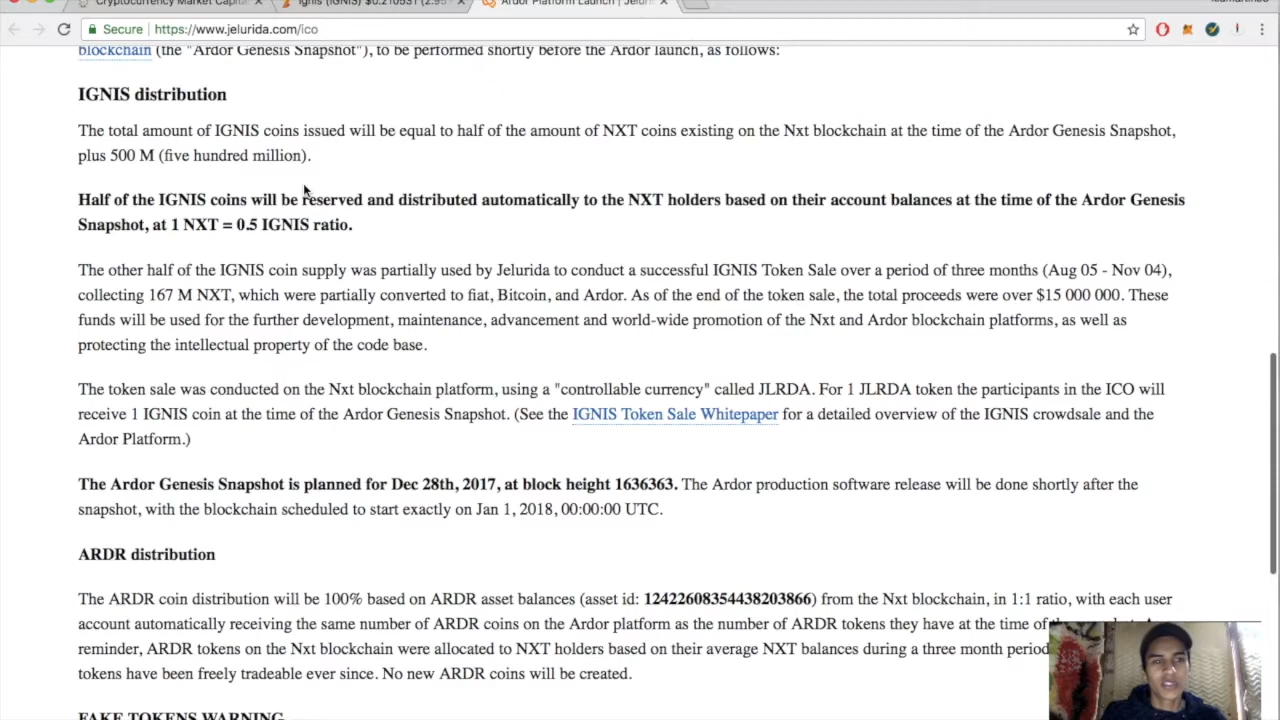 Cryptocurrency Market Capital
Ignis (IGNIS) $0.210531 (2.95
Ardor Platform Launch | Jeluri
Secure | https://www.jelurida.com/ico
blockchain (the "Ardor Genesis Snapshot"), to be performed shortly before the Ardor launch, as follows:
IGNIS distribution
The total amount of IGNIS coins issued will be equal to half of the amount of NXT coins existing on the Nxt blockchain at the time of the Ardor Genesis Snapshot,
plus 500 M (five hundred million).
Half of the IGNIS coins will be reserved and distributed automatically to the NXT holders based on their account balances at the time of the Ardor Genesis
Snapshot, at 1 NXT = 0.5 IGNIS ratio.
The other half of the IGNIS coin supply was partially used by Jelurida to conduct a successful IGNIS Token Sale over a period of three months (Aug 05 - Nov 04),
collecting 167 M NXT, which were partially converted to fiat, Bitcoin, and Ardor. As of the end of the token sale, the total proceeds were over $15 000 000. These
funds will be used for the further development, maintenance, advancement and world-wide promotion of the Nxt and Ardor blockchain platforms, as well as
protecting the intellectual property of the code base.
The token sale was conducted on the Nxt blockchain platform, using a "controllable currency" called JLRDA. For 1 JLRDA token the participants in the ICO will
receive 1 IGNIS coin at the time of the Ardor Genesis Snapshot. (See the IGNIS Token Sale Whitepaper for a detailed overview of the IGNIS crowdsale and the
Ardor Platform.)
The Ardor Genesis Snapshot is planned for Dec 28th, 2017, at block height 1636363. The Ardor production software release will be done shortly after the
snapshot, with the blockchain scheduled to start exactly on Jan 1, 2018, 00:00:00 UTC.
ARDR distribution
The ARDR coin distribution will be 100% based on ARDR asset balances (asset id: 12422608354438203866) from the Nxt blockchain, in 1:1 ratio, with each user
account automatically receiving the same number of ARDR coins on the Ardor platform as the number of ARDR tokens they have at the time of
reminder, ARDR tokens on the Nxt blockchain were allocated to NXT holders based on their average NXT balances during a three month period
tokens have been freely tradeable ever since. No new ARDR coins will be created.
FAKE TOKENS WARNING